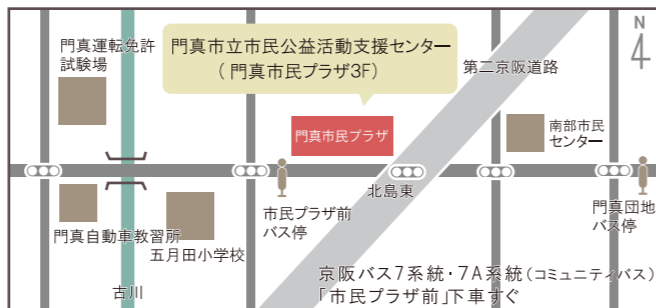 門真運転免許
試験場
門真市立市民公益活動支援センター
(門真市民プラザ3F)
第二京阪道路
N
門真市民プラザ
南部市民
センター
北島東
市民プラザ前
バス停
門真団地
バス停
門真自動車教習所
五月田小学校
古川
京阪バス7系統・7A系統(コミュニティバス)
「市民プラザ前」下車すぐ